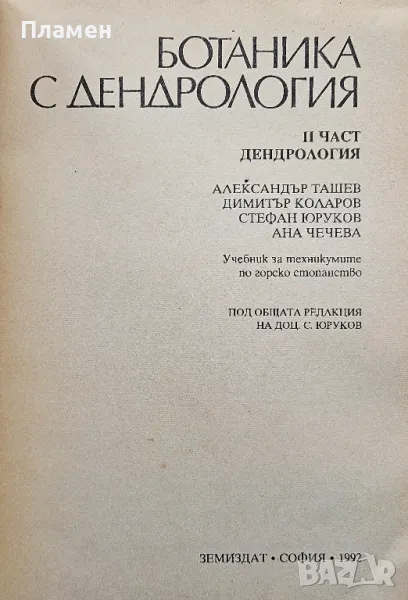 Пламен
БОТАНИКА
С ДЕНДРОЛОГИЯ
II ЧАСТ
ДЕНДРОЛОГИЯ
АЛЕКСАНДЪР ТАШЕВ
ДИМИТЪР КОЛАРОВ
СТЕФАН ЮРУКОВ
АНА ЧЕЧЕВА
Учебник за техникумите
по горско стопанство
ПОД ОБЩАТА РЕДАКЦИЯ
НА ДОЦ. С. ЮРУКОВ
ЗЕМИЗДАТ • СОФИЯ • 1992
BAZAR